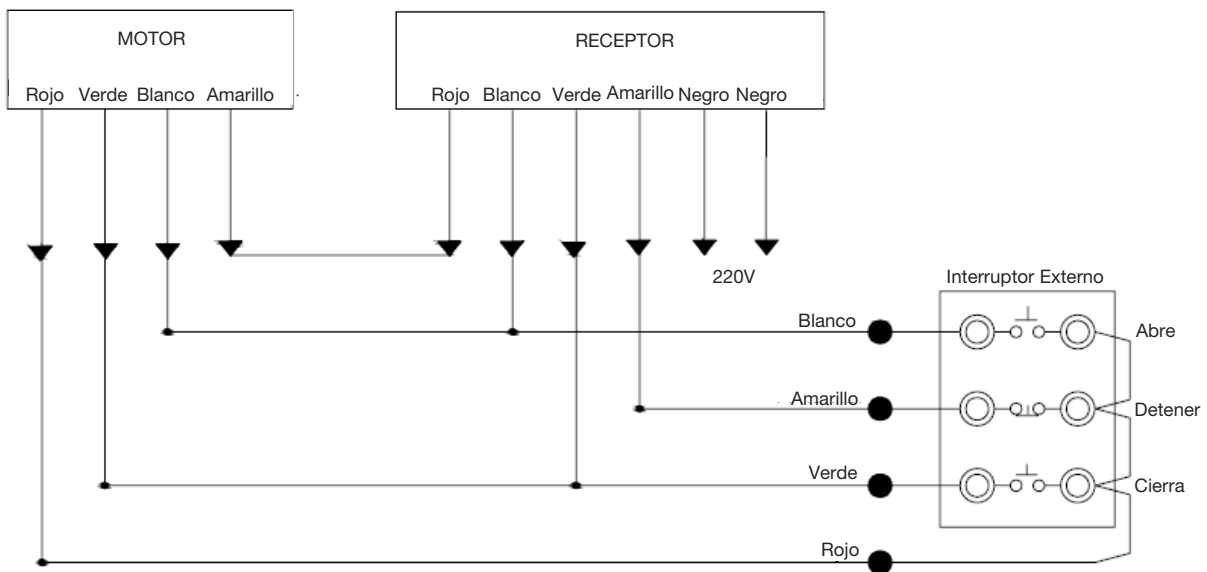 MOTOR
RECEPTOR
Rojo Verde Blanco Amarillo
Rojo Blanco Verde Amarillo Negro Negro
220V
Interruptor Externo
Blanco
Abre
Amarillo
Detener
Verde
Cierra
Rojo